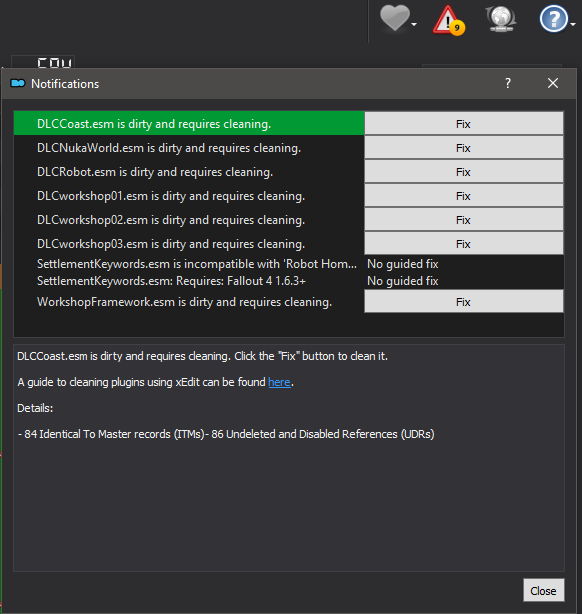 9
?
CPU
Notifications
?
DLCCoast.esm is dirty and requires cleaning. Fix
DLCNukaWorld.esm is dirty and requires cleaning. Fix
DLCRobot.esm is dirty and requires cleaning. Fix
DLCworkshop01.esm is dirty and requires cleaning. Fix
DLCworkshop02.esm is dirty and requires cleaning. Fix
DLCworkshop03.esm is dirty and requires cleaning. Fix
SettlementKeywords.esm is incompatible with 'Robot Hom... No guided fix
SettlementKeywords.esm: Requires: Fallout 4 1.6.3+ No guided fix
WorkshopFramework.esm is dirty and requires cleaning. Fix
DLCCoast.esm is dirty and requires cleaning. Click the "Fix" button to clean it.
A guide to cleaning plugins using xEdit can be found here.
Details:
- 84 Identical To Master records (ITMs)- 86 Undeleted and Disabled References (UDRs)
Close